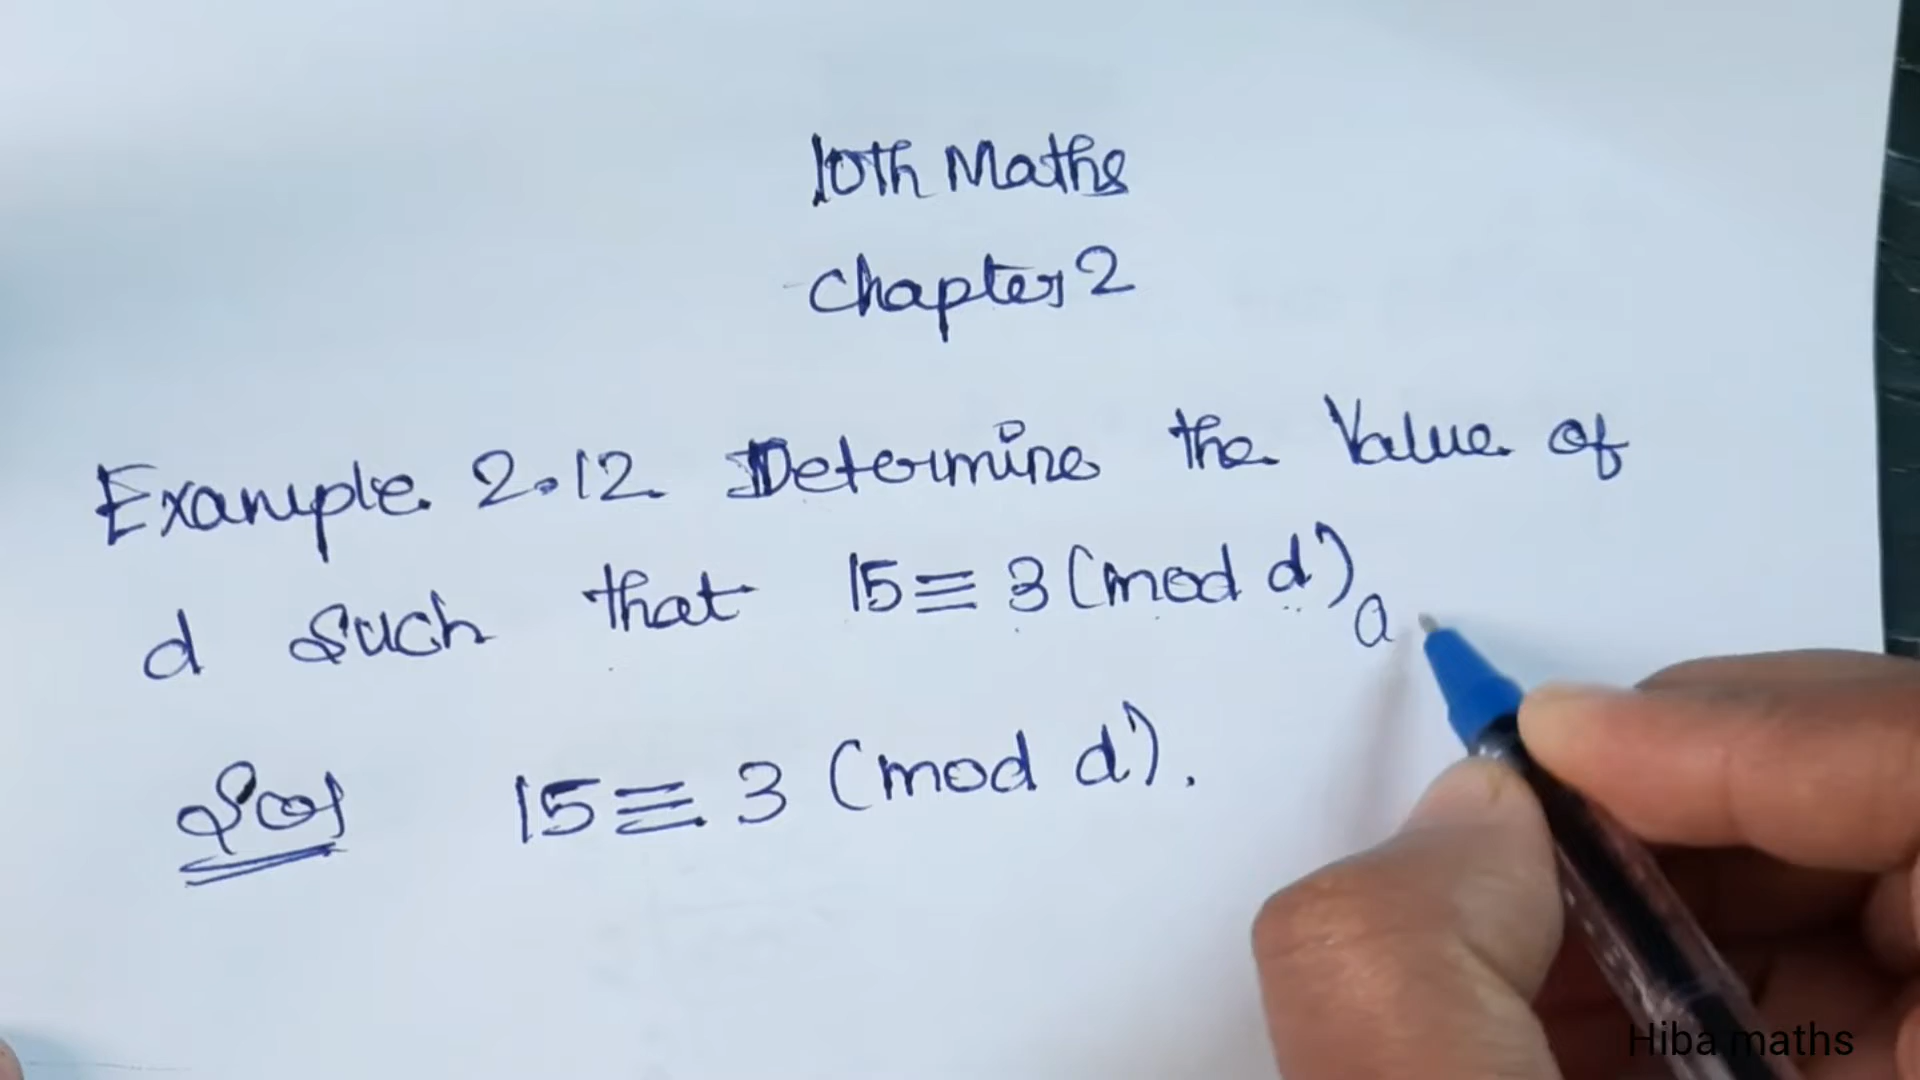 10th Maths
Chapter 2
Example 2.12 Determine the Value of
d Such that 15 ≡ 3 (mod d)
a
Sol 15 ≡ 3 (mod d).
Hiba maths